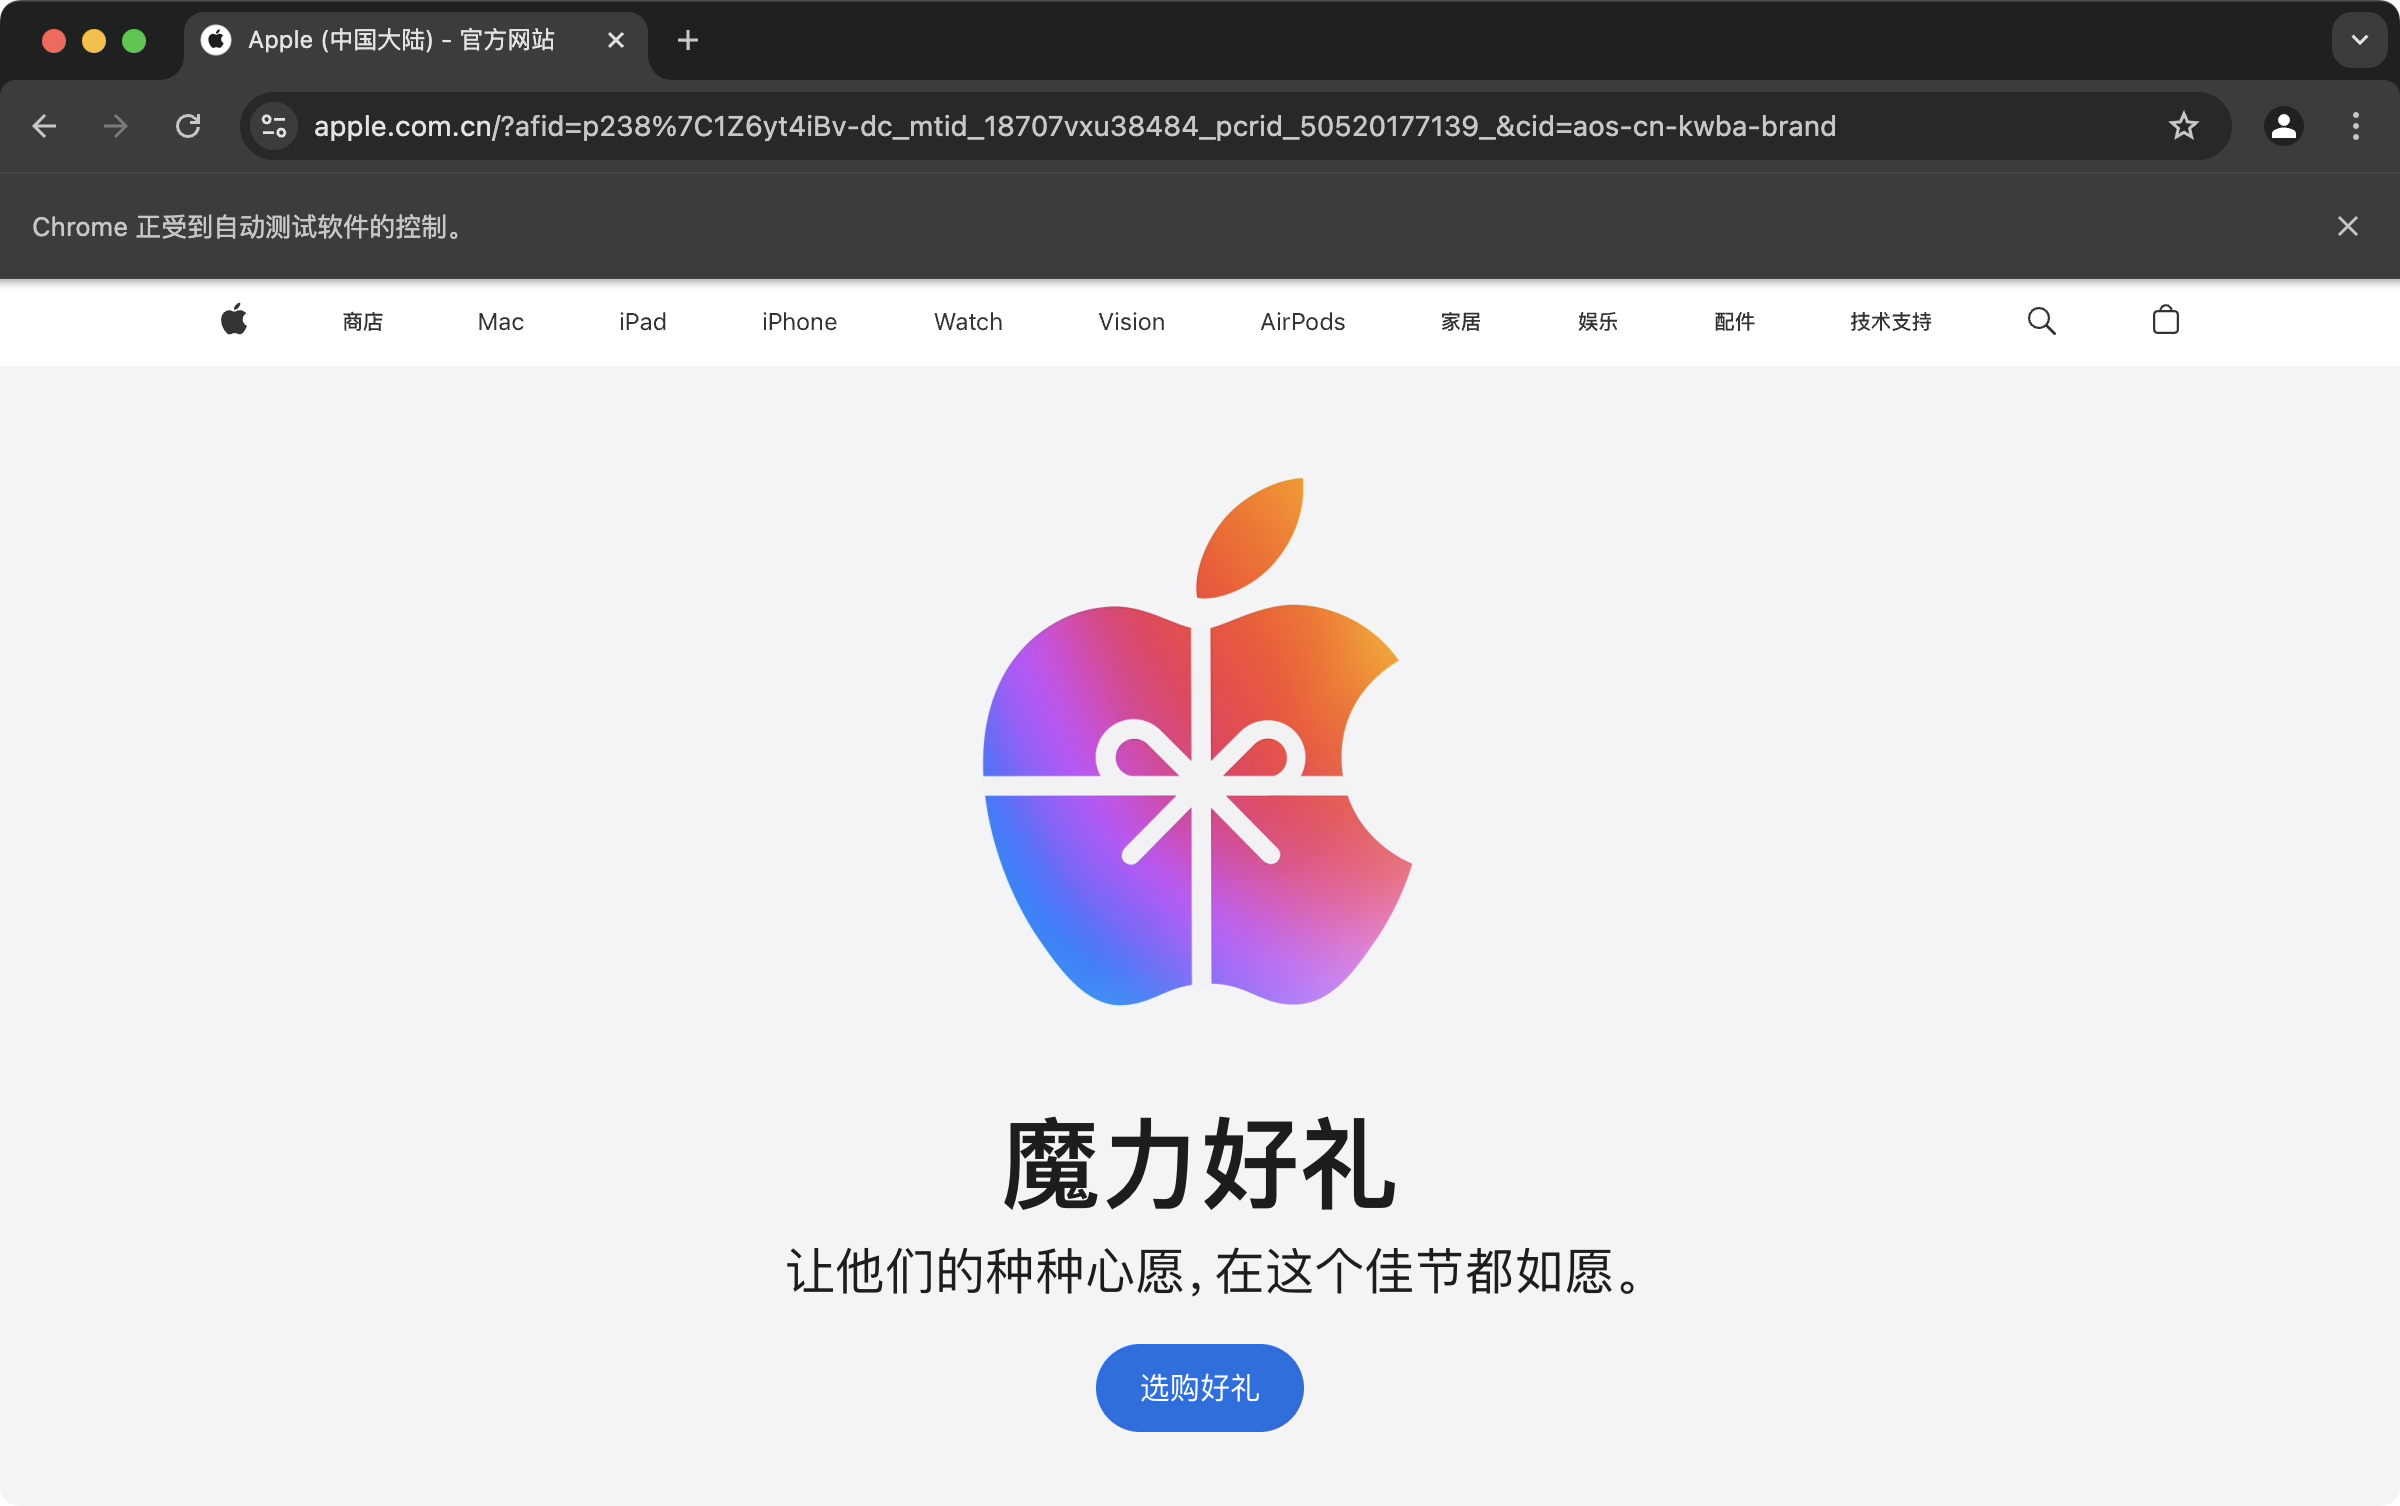 Apple (中国大陆) - 官方网站
apple.com.cn/?afid=p238%7C1Z6yt4iBv-dc_mtid_18707vxu38484_pcrid_50520177139_&cid=aos-cn-kwba-brand
Chrome 正受到自动测试软件的控制。
商店 Mac iPad iPhone Watch Vision AirPods 家居 娱乐 配件 技术支持
魔力好礼
让他们的种种心愿，在这个佳节都如愿。
选购好礼